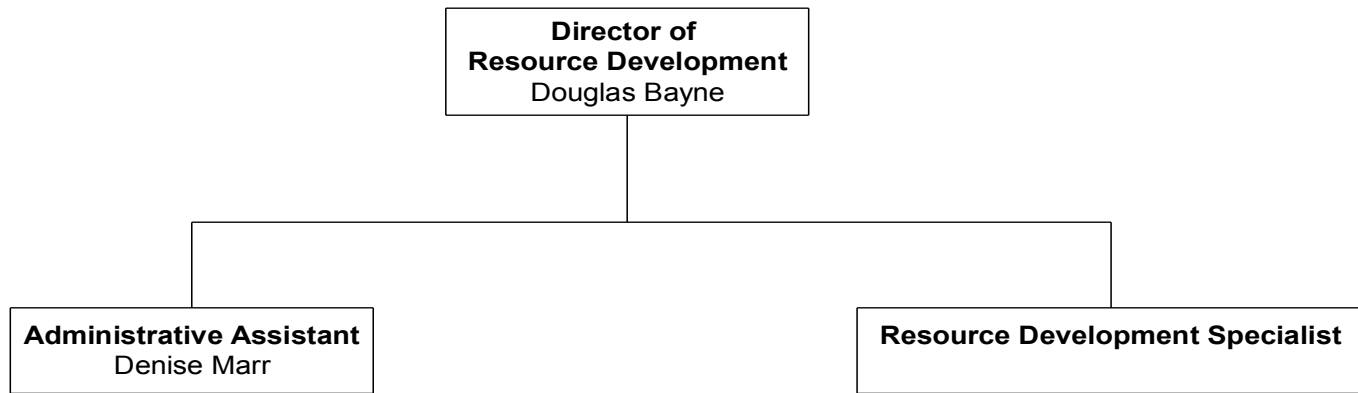 Director of
Resource Development
Douglas Bayne
Administrative Assistant
Denise Marr
Resource Development Specialist